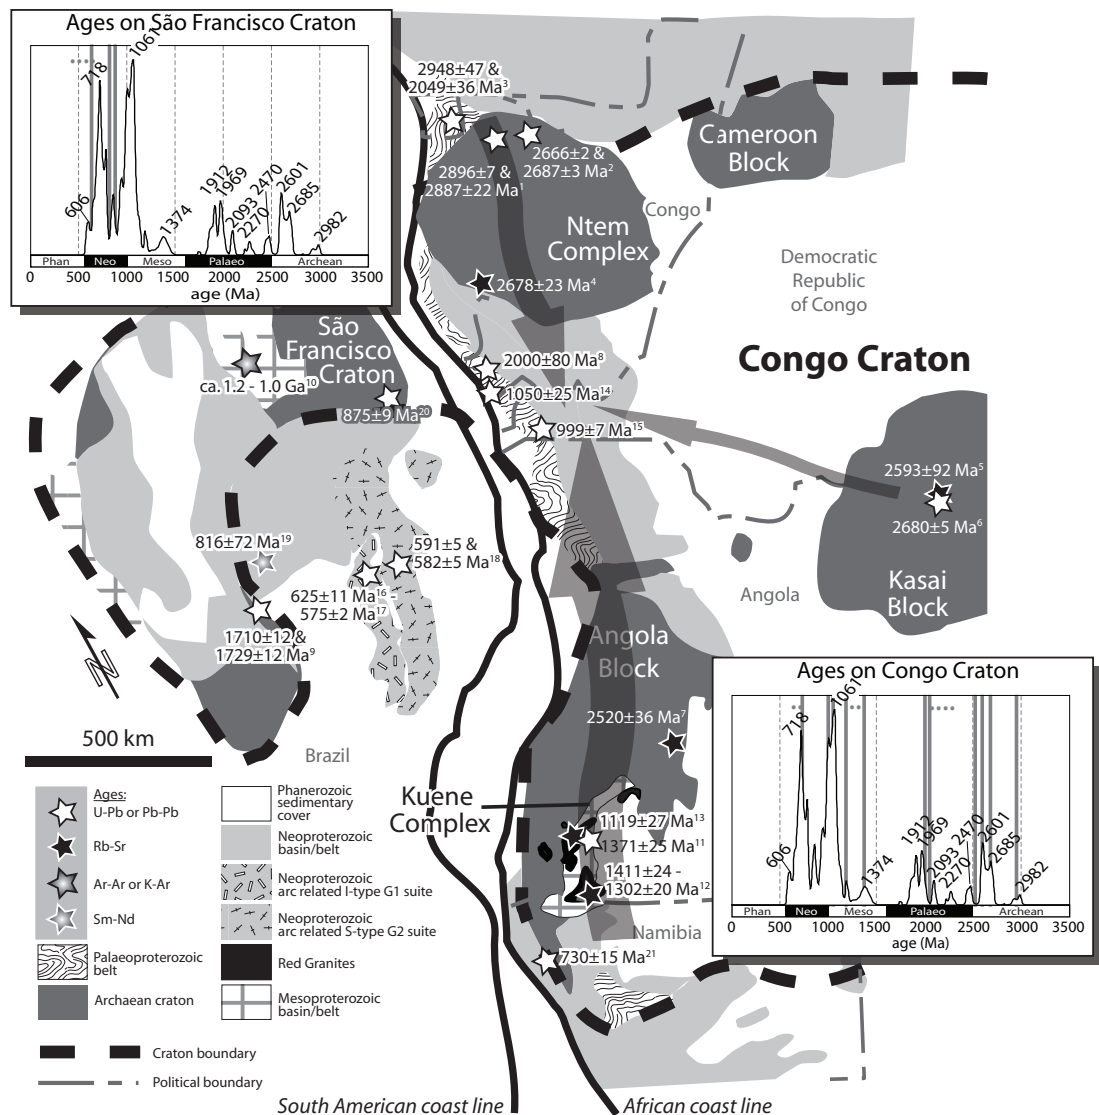 Ages on São Francisco Craton
606
718
1061
1374
1912
1969
2093
2270
2470
2601
2685
2982
Phan Neo Meso Palaeo Archean
0 500 1000 1500 2000 2500 3000 3500
age (Ma)
2948±47 &
2049±36 Ma³
2896±7 &
2887±22 Ma¹
2666±2 &
2687±3 Ma²
Cameroon
Block
Ntem
Complex
Congo
2678±23 Ma⁴
Democratic
Republic
of Congo
Congo Craton
São
Francisco
Craton
ca. 1.2 - 1.0 Ga¹⁰
875±9 Ma²⁰
2000±80 Ma⁸
1050±25 Ma¹⁴
999±7 Ma¹⁵
2593±92 Ma⁵
2680±5 Ma⁶
Kasai
Block
Angola
816±72 Ma¹⁹
591±5 &
582±5 Ma¹⁸
625±11 Ma¹⁶ -
575±2 Ma¹⁷
1710±12 &
1729±12 Ma⁹
N
Angola
Block
2520±36 Ma⁷
500 km
Brazil
Kuene
Complex
1119±27 Ma¹³
1371±25 Ma¹¹
1411±24 -
1302±20 Ma¹²
Namibia
730±15 Ma²¹
Ages on Congo Craton
606
718
1061
1374
1912
1969
2093
2270
2470
2601
2685
2982
Phan Neo Meso Palaeo Archean
0 500 1000 1500 2000 2500 3000 3500
age (Ma)
Ages:
U-Pb or Pb-Pb
Rb-Sr
Ar-Ar or K-Ar
Sm-Nd
Palaeoproterozoic
belt
Archaean craton
Phanerozoic
sedimentary
cover
Neoproterozoic
basin/belt
Neoproterozoic
arc related I-type G1 suite
Neoproterozoic
arc related S-type G2 suite
Red Granites
Mesoproterozoic
basin/belt
Craton boundary
Political boundary
South American coast line
African coast line